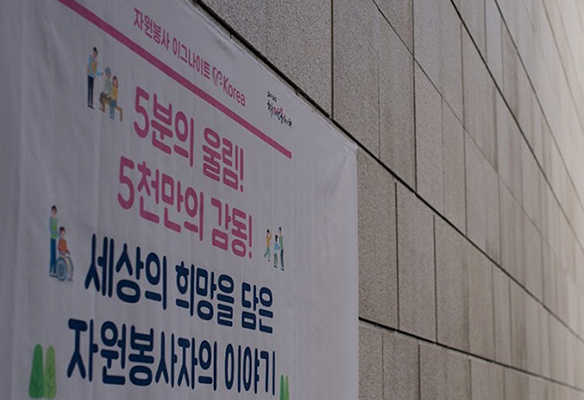 자원봉사 이그나이트 V Korea
5분의 울림!
5천만의 감동!
세상의 희망을 담은
자원봉사자의 이야기